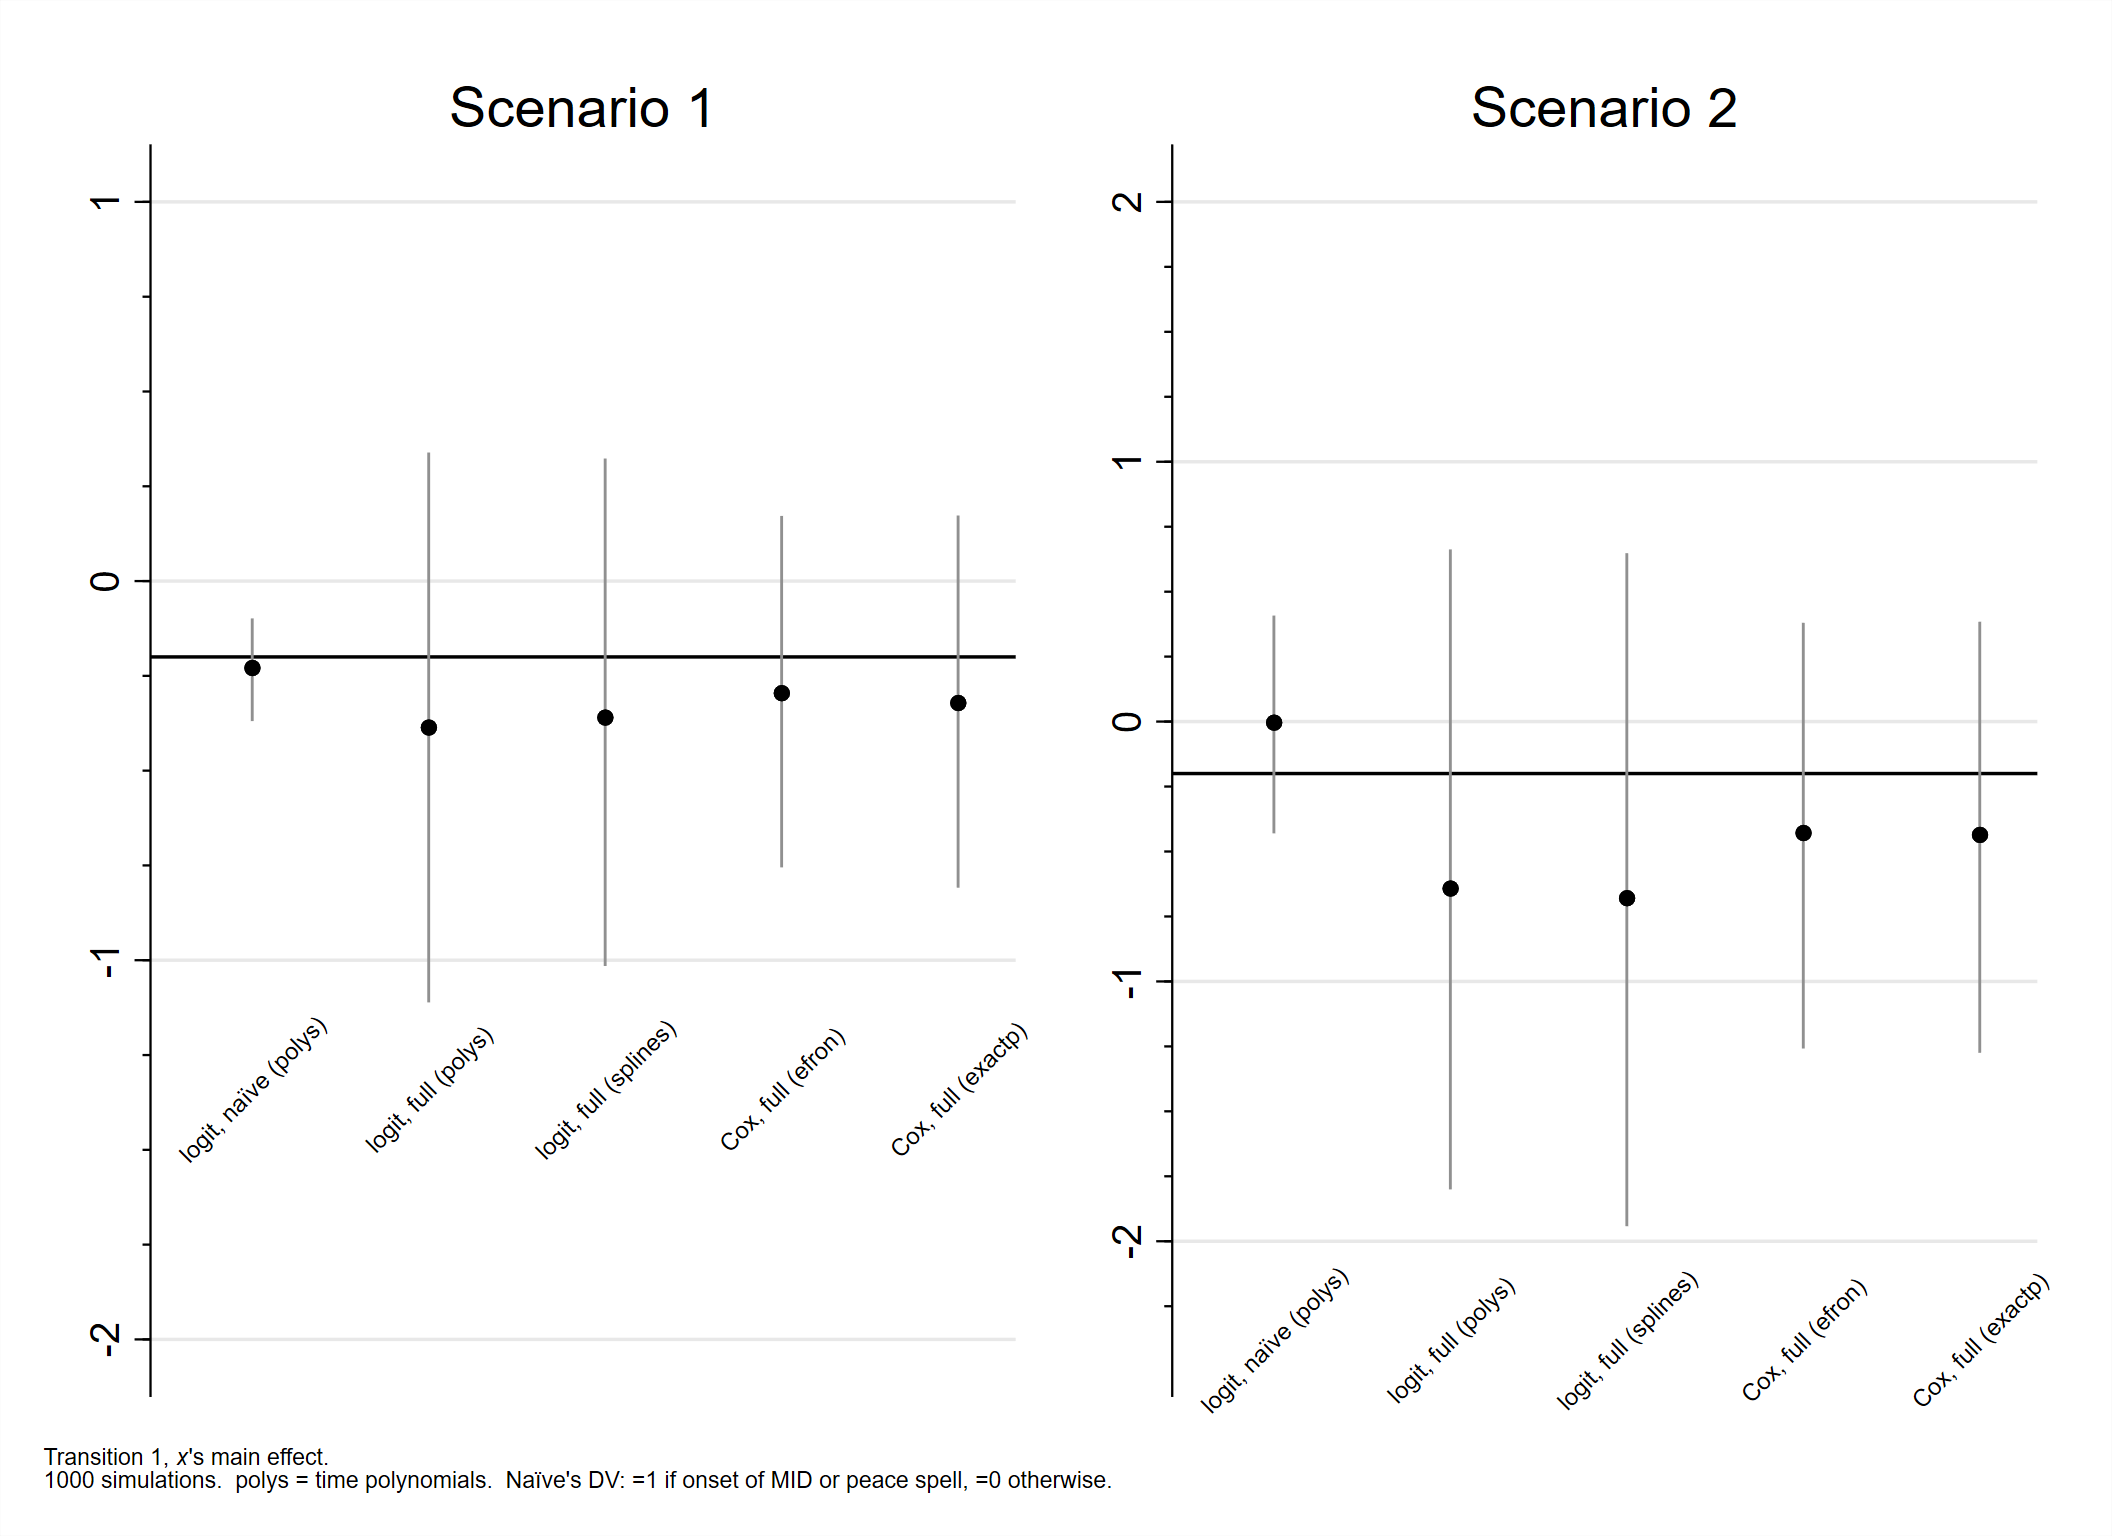 Scenario 1
1
0
-1
-2
logit, naïve (polys)
logit, full (polys)
logit, full (splines)
Cox, full (efron)
Cox, full (exactp)
Scenario 2
2
1
0
-1
-2
logit, naïve (polys)
logit, full (polys)
logit, full (splines)
Cox, full (efron)
Cox, full (exactp)
Transition 1, x's main effect.
1000 simulations.  polys = time polynomials.  Naïve's DV: =1 if onset of MID or peace spell, =0 otherwise.